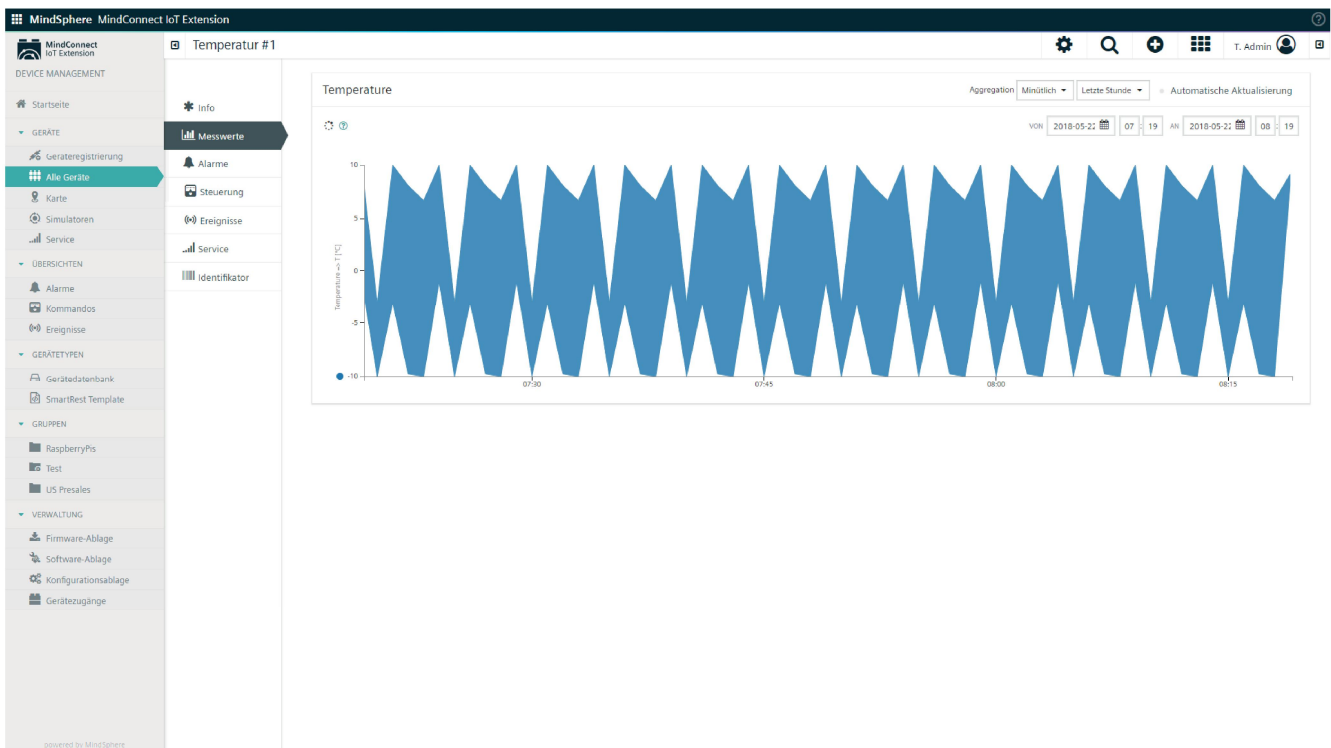 MindSphere MindConnect IoT Extension
MindConnect
IoT Extension
Temperatur #1
T. Admin
DEVICE MANAGEMENT
Startseite
GERÄTE
Geräteregistrierung
Alle Geräte
Karte
Simulatoren
Service
ÜBERSICHTEN
Alarme
Kommandos
Ereignisse
GERÄTETYPEN
Gerätedatenbank
SmartRest Template
GRUPPEN
RaspberryPis
Test
US Presales
VERWALTUNG
Firmware-Ablage
Software-Ablage
Konfigurationsablage
Gerätezugänge
powered by MindSphere
Info
Messwerte
Alarme
Steuerung
Ereignisse
Service
Identifikator
Temperature
Aggregation Minütlich Letzte Stunde Automatische Aktualisierung
VON 2018-05-22 07 : 19 AN 2018-05-22 08 : 19
Temperature => T [°C]
10
5
0
-5
-10
07:30 07:45 08:00 08:15